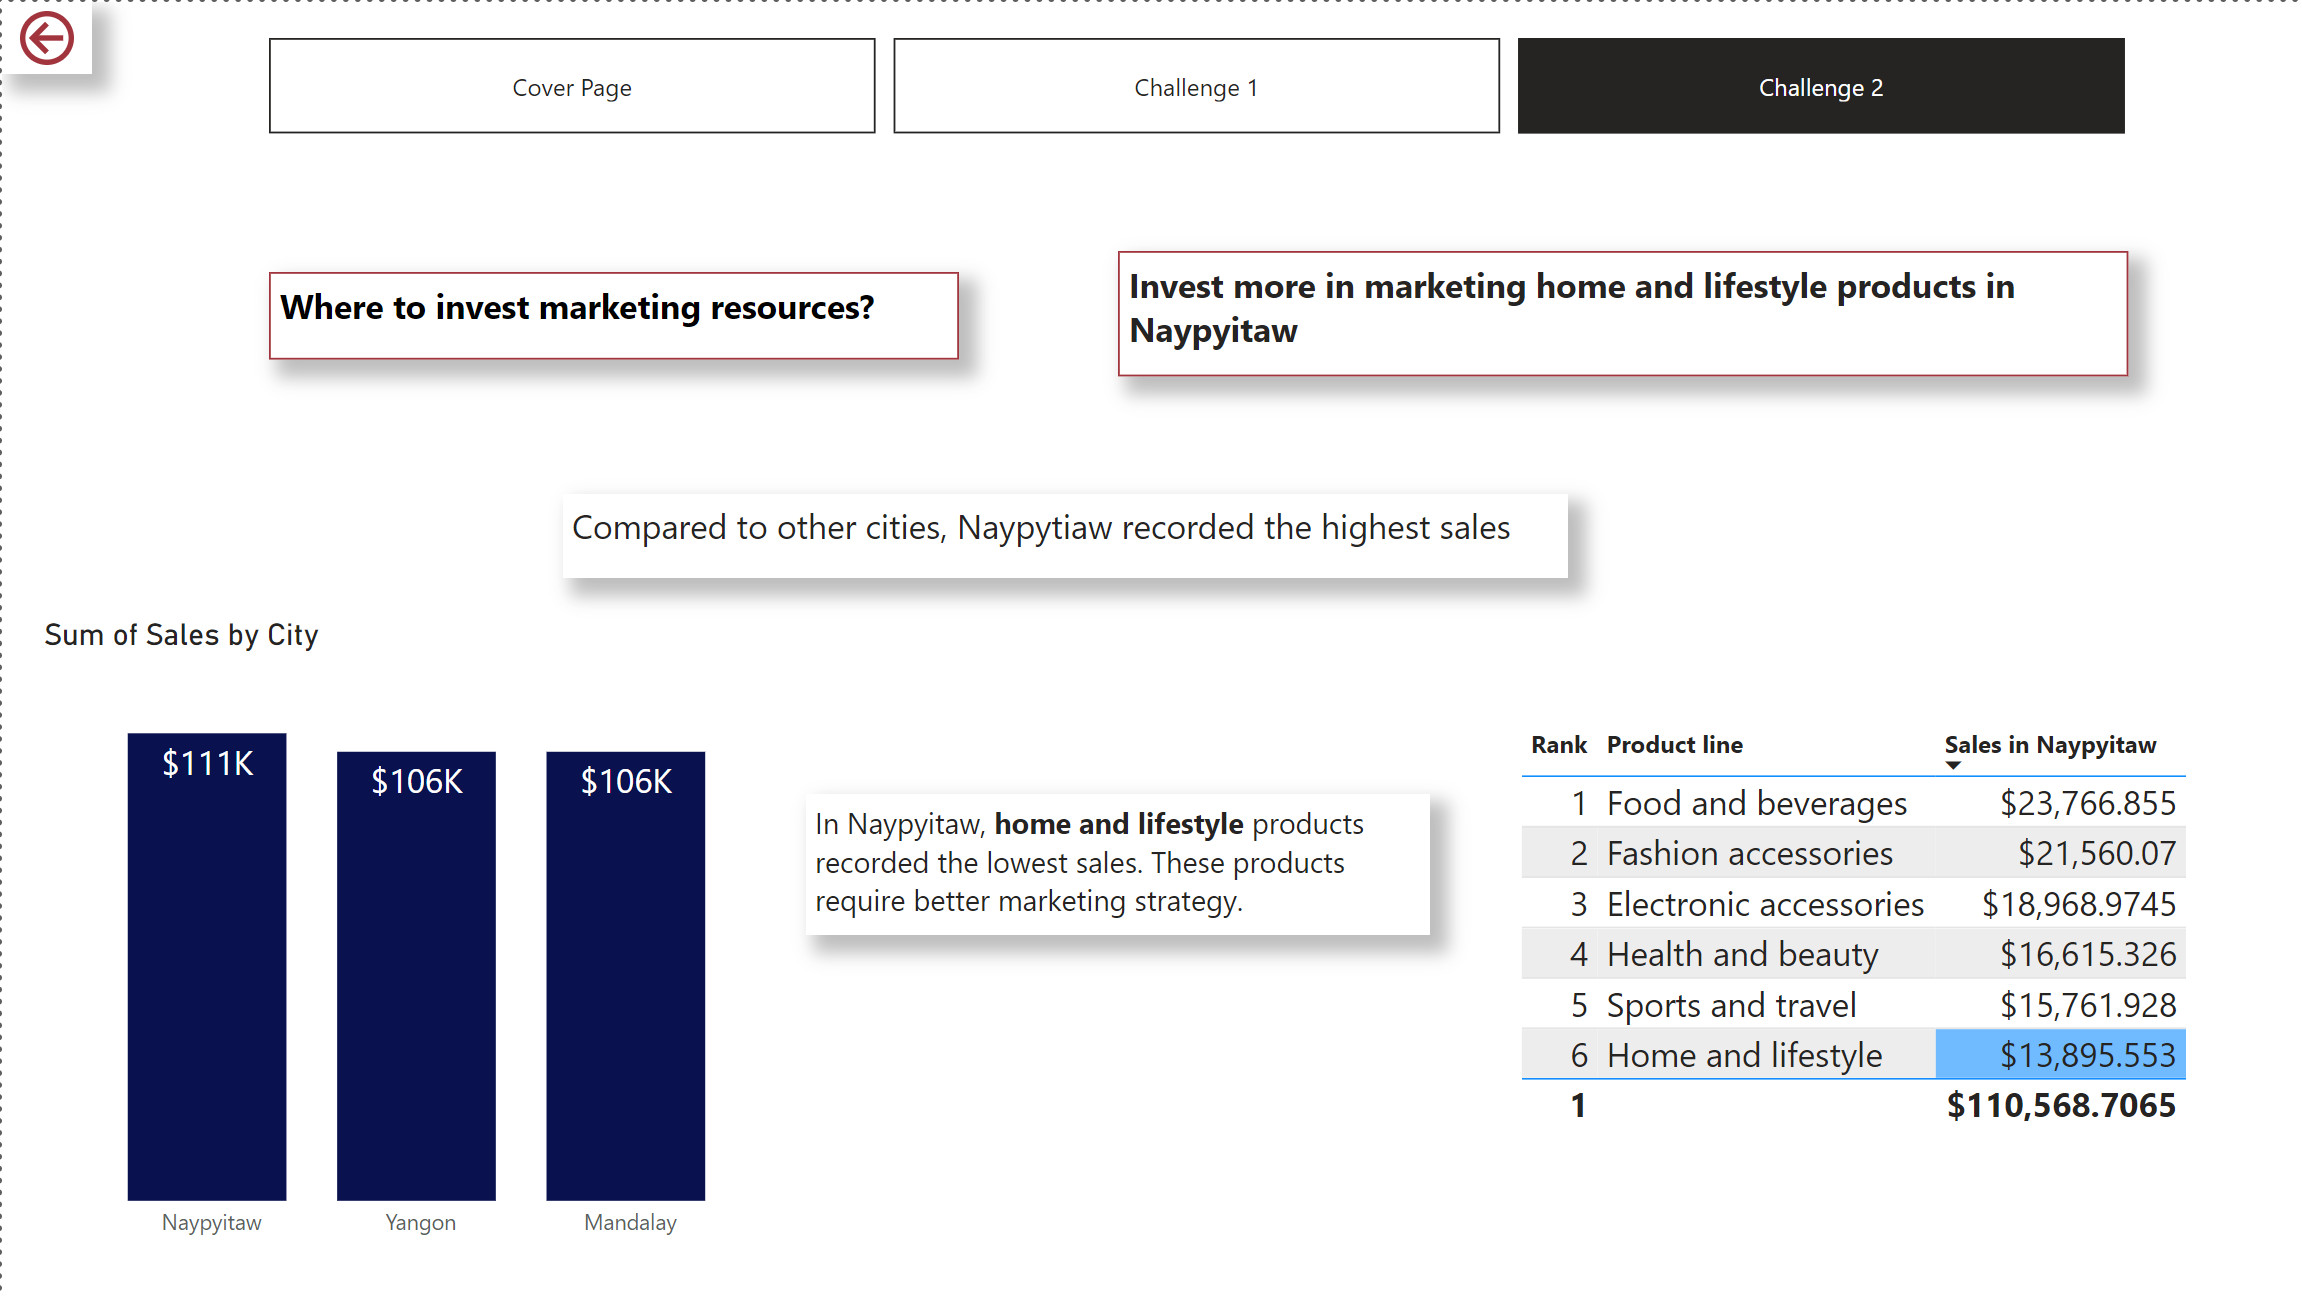 Cover Page
Challenge 1
Challenge 2
Where to invest marketing resources?
Invest more in marketing home and lifestyle products in
Naypyitaw
Compared to other cities, Naypytiaw recorded the highest sales
Sum of Sales by City
$111K
$106K
$106K
Naypyitaw
Yangon
Mandalay
In Naypyitaw, home and lifestyle products
recorded the lowest sales. These products
require better marketing strategy.
Rank Product line Sales in Naypyitaw
1 Food and beverages $23,766.855
2 Fashion accessories $21,560.07
3 Electronic accessories $18,968.9745
4 Health and beauty $16,615.326
5 Sports and travel $15,761.928
6 Home and lifestyle $13,895.553
1 $110,568.7065